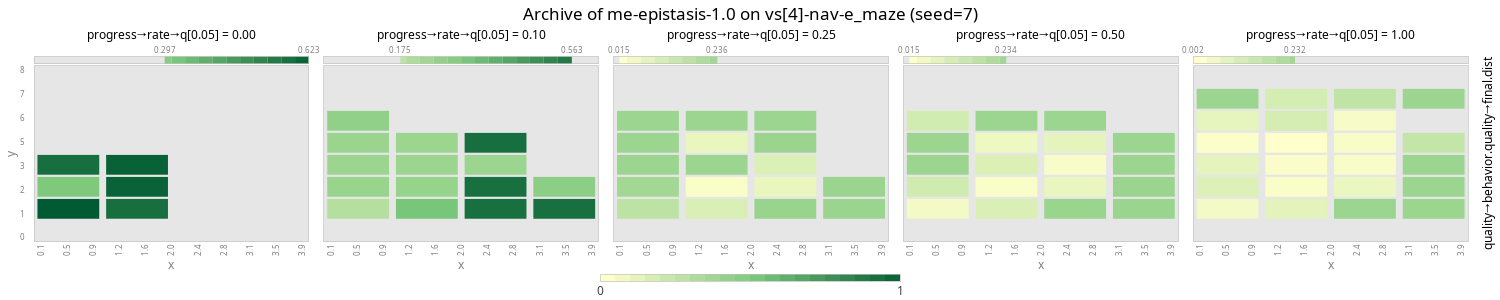 Archive of me-epistasis-1.0 on vs[4]-nav-e_maze (seed=7)
progress→rate→q[0.05] = 0.00
progress→rate→q[0.05] = 0.10
progress→rate→q[0.05] = 0.25
progress→rate→q[0.05] = 0.50
progress→rate→q[0.05] = 1.00
0.297 0.623
0.175 0.563
0.015 0.236
0.015 0.234
0.002 0.232
8
7
6
5
3
2
1
0
y
quality→behavior.quality→final.dist
0.1 0.5 0.9 1.2 1.6 2.0 2.4 2.8 3.1 3.5 3.9
0.1 0.5 0.9 1.2 1.6 2.0 2.4 2.8 3.1 3.5 3.9
0.1 0.5 0.9 1.2 1.6 2.0 2.4 2.8 3.1 3.5 3.9
0.1 0.5 0.9 1.2 1.6 2.0 2.4 2.8 3.1 3.5 3.9
0.1 0.5 0.9 1.2 1.6 2.0 2.4 2.8 3.1 3.5 3.9
x
x
x
x
x
0 1